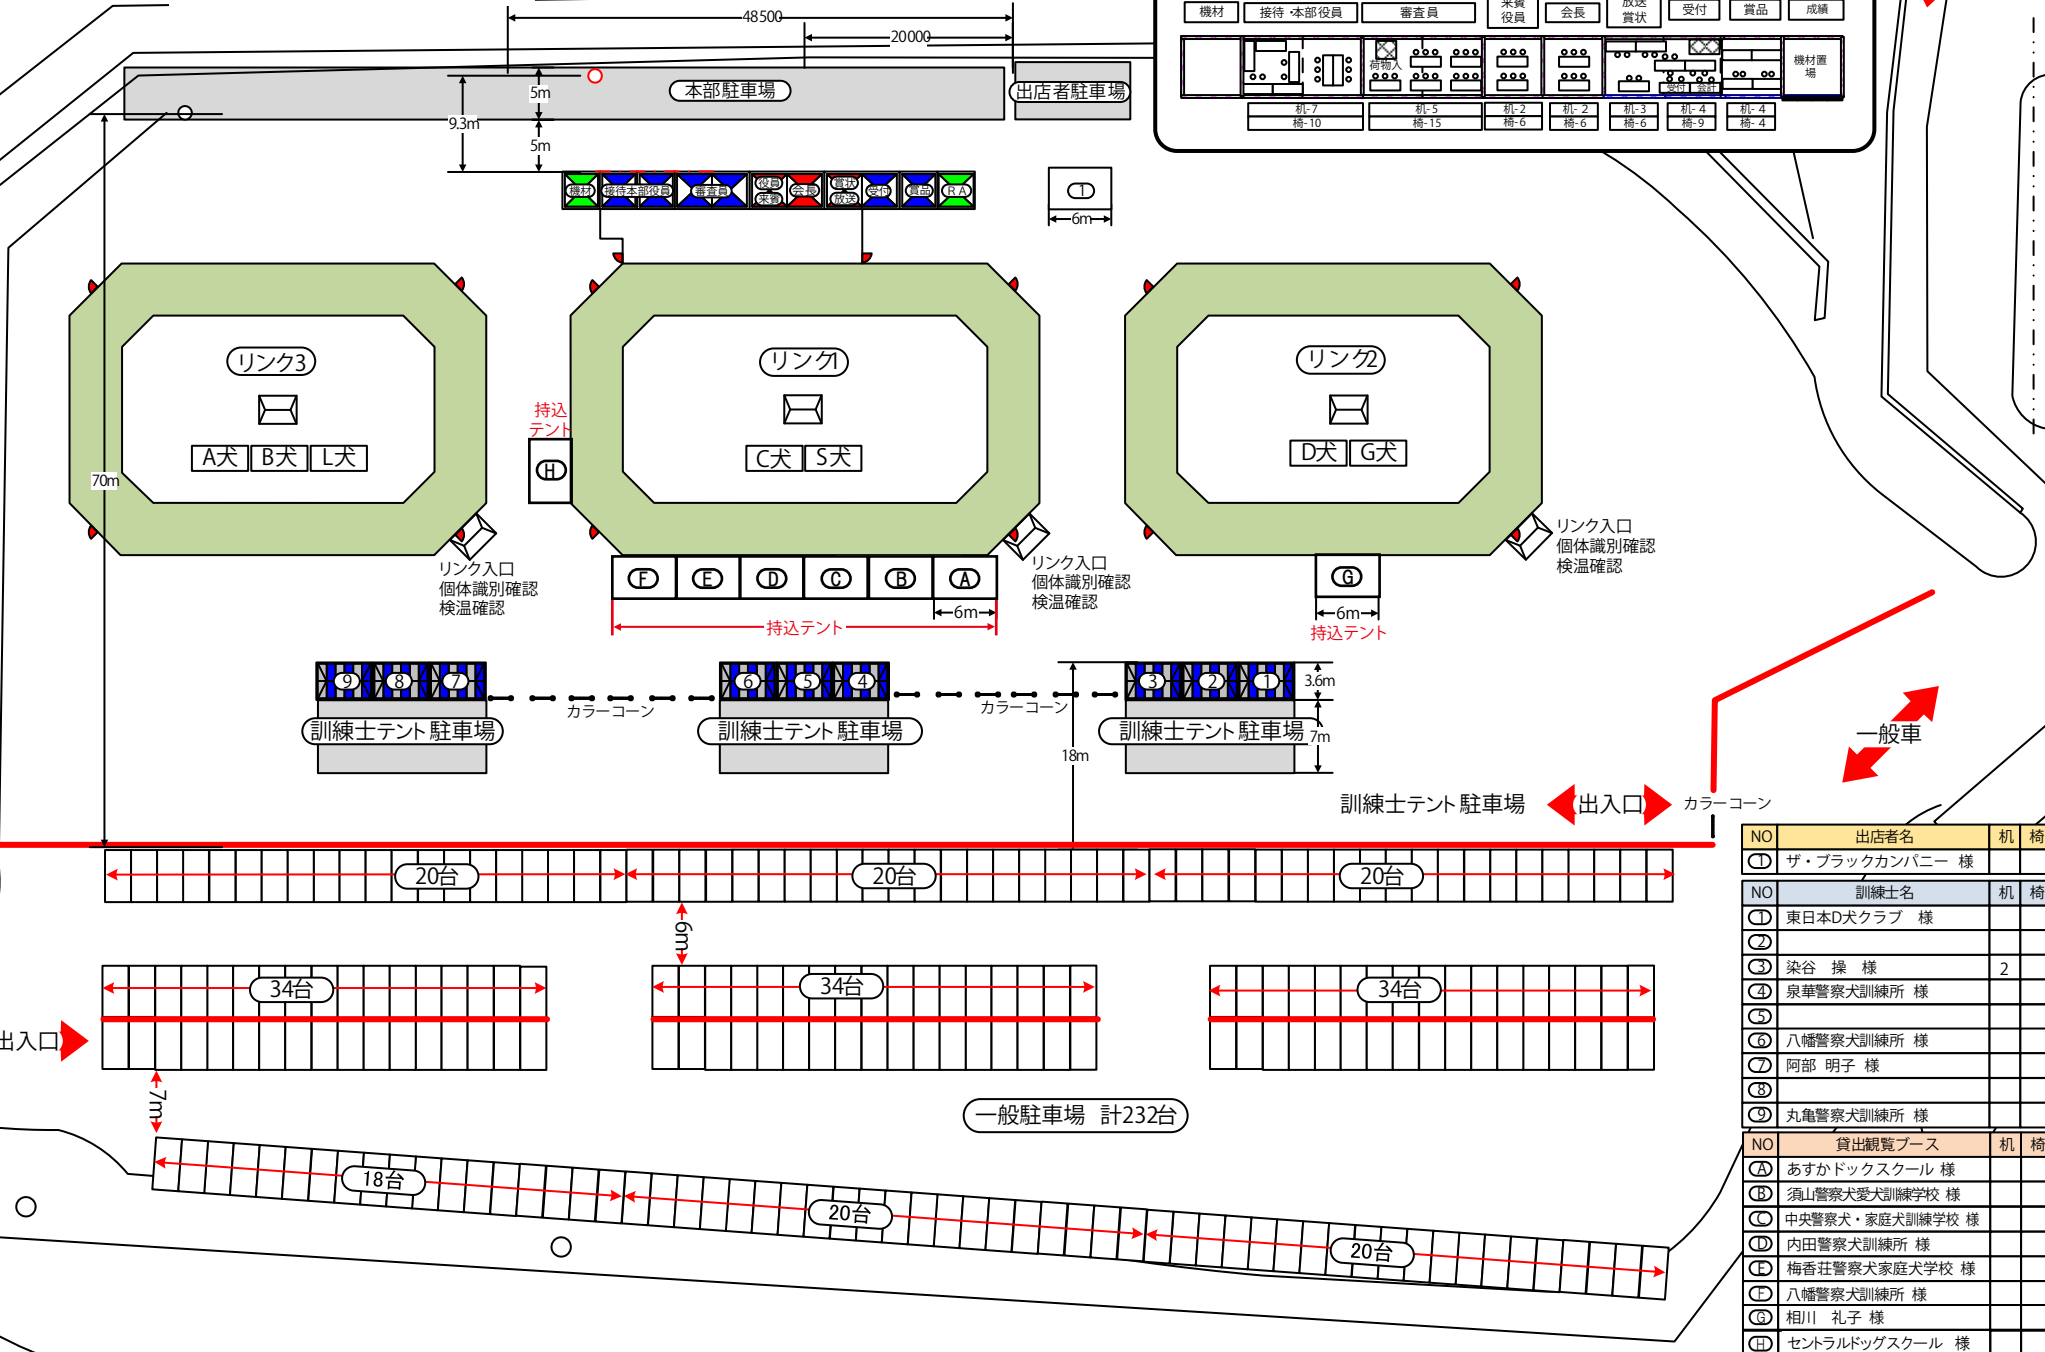 48500
20000
機材
接待・本部役員
審査員
来賓
役員
会長
放送
賞状
受付
賞品
成績
荷物入
受付
会計
機材置
場
机-7
椅-10
机-5
椅-15
机-2
椅-6
机-2
椅-6
机-3
椅-6
机-4
椅-9
机-4
椅-4
本部駐車場
出店者駐車場
5m
9.3m
5m
機材
接待本部役員
審査員
役員
来賓
会長
賞状
放送
受付
賞品
RA
1
6m
リンク3
A犬
B犬
L犬
リンク1
C犬
S犬
リンク2
D犬
G犬
70m
持込
テント
H
リンク入口
個体識別確認
検温確認
リンク入口
個体識別確認
検温確認
リンク入口
個体識別確認
検温確認
F
E
D
C
B
A
6m
持込テント
G
6m
持込テント
9
8
7
カラーコーン
6
5
4
カラーコーン
3
2
1
3.6m
訓練士テント 駐車場
訓練士テント 駐車場
訓練士テント 駐車場
7m
18m
一般車
訓練士テント 駐車場
出入口
カラーコーン
20台
20台
20台
6m
34台
34台
34台
出入口
7m
一般駐車場 計232台
18台
20台
20台
NO 出店者名 机 椅
1 ザ・ブラックカンパニー 様
NO 訓練士名 机 椅
1 東日本D犬クラブ 様
2
3 染谷 操 様 2
4 泉華警察犬訓練所 様
5
6 八幡警察犬訓練所 様
7 阿部 明子 様
8
9 丸亀警察犬訓練所 様
NO 貸出観覧ブース 机 椅
A あすかドックスクール 様
B 須山警察犬愛犬訓練学校 様
C 中央警察犬・家庭犬訓練学校 様
D 内田警察犬訓練所 様
E 梅香荘警察犬家庭犬学校 様
F 八幡警察犬訓練所 様
G 相川 礼子 様
H セントラルドッグスクール 様